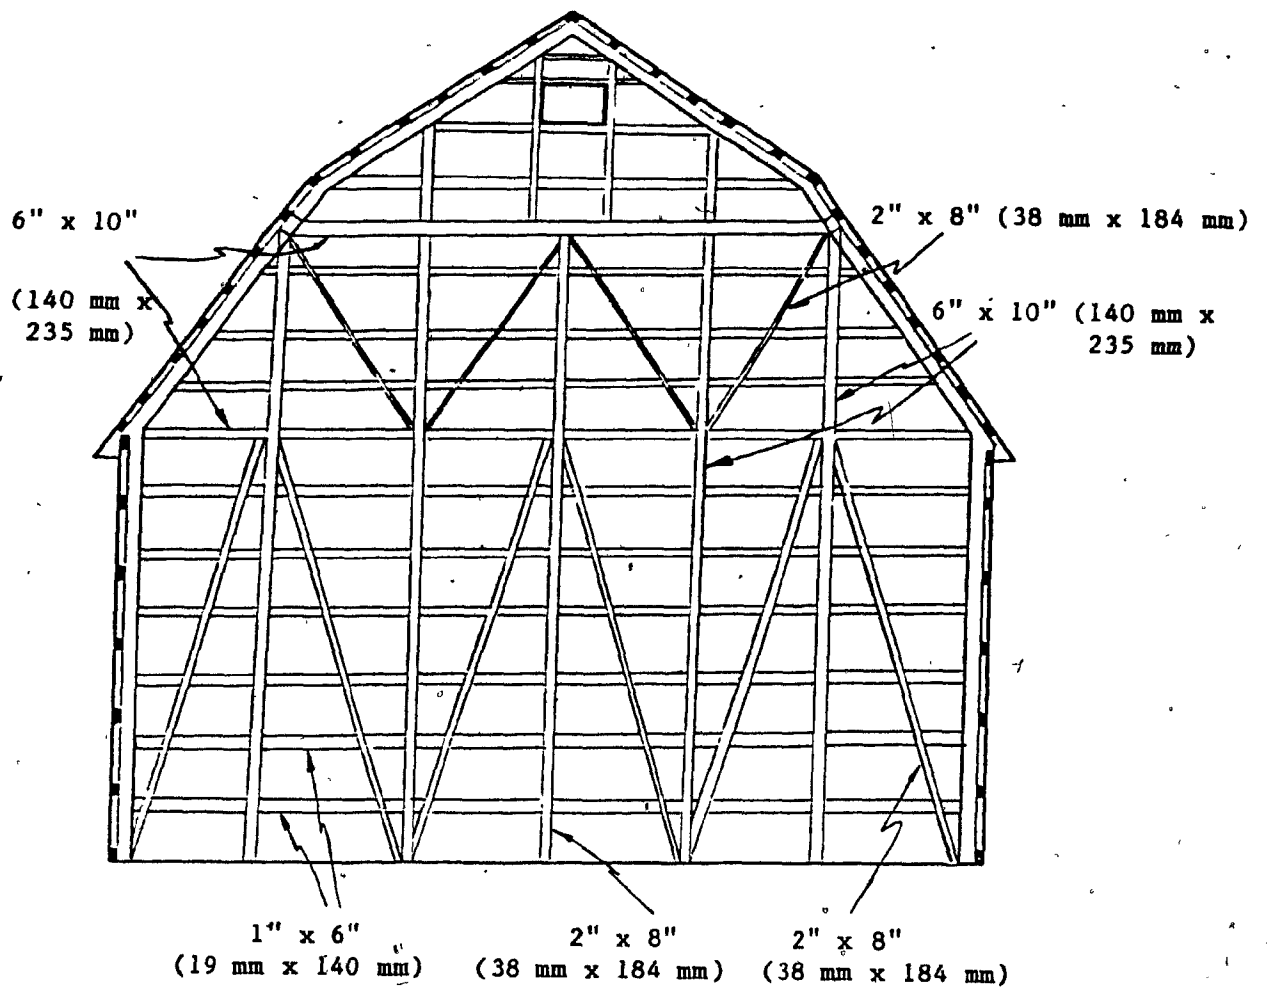 6" x 10"
(140 mm x
235 mm)
2" x 8" (38 mm x 184 mm)
6" x 10" (140 mm x
235 mm)
1" x 6"
(19 mm x 140 mm)
2" x 8"
(38 mm x 184 mm)
2" x 8"
(38 mm x 184 mm)